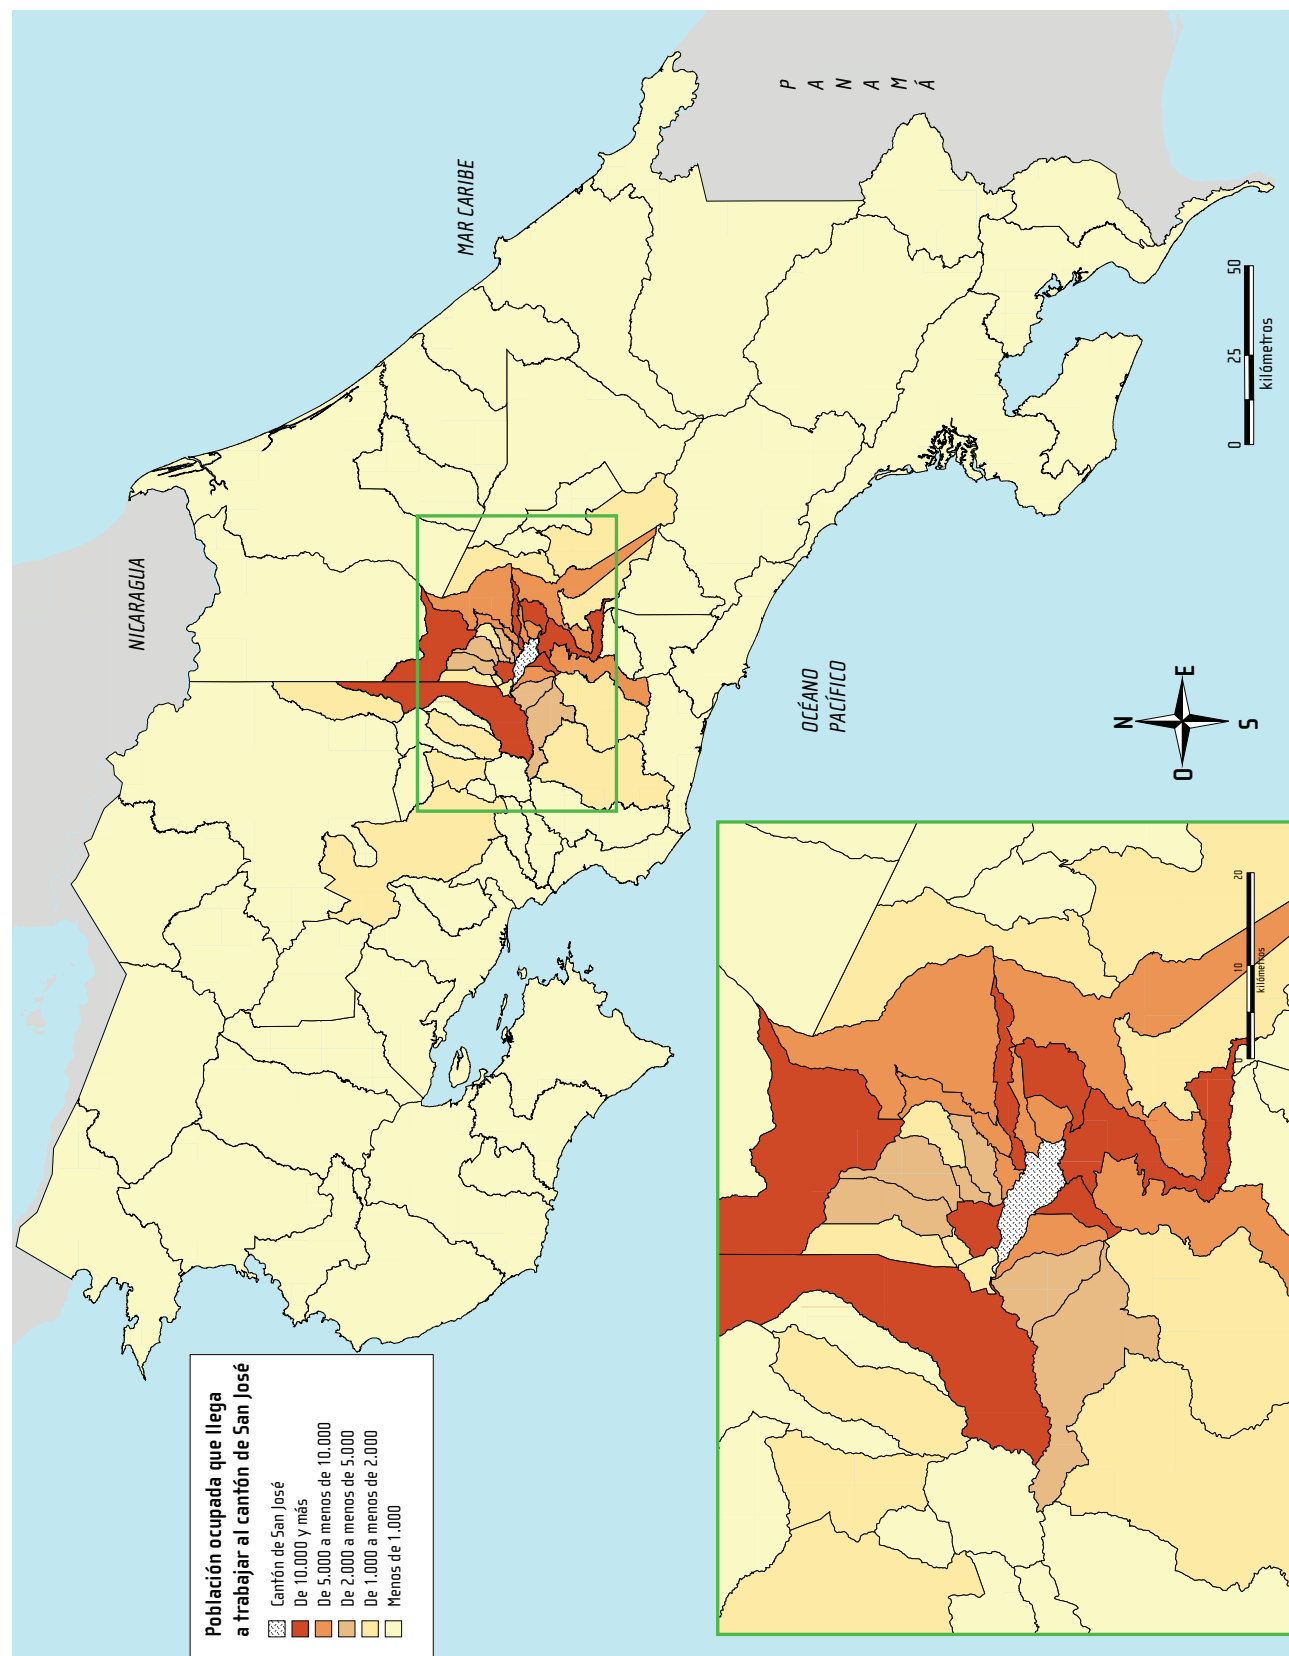 NICARAGUA
MAR CARIBE
P A N A M Á
OCÉANO
PACÍFICO
Población ocupada que llega
a trabajar al cantón de San José
Cantón de San José
De 10.000 y más
De 5.000 a menos de 10.000
De 2.000 a menos de 5.000
De 1.000 a menos de 2.000
Menos de 1.000
N
O
E
S
0 25 50
kilómetros
0 10 20
kilómetros